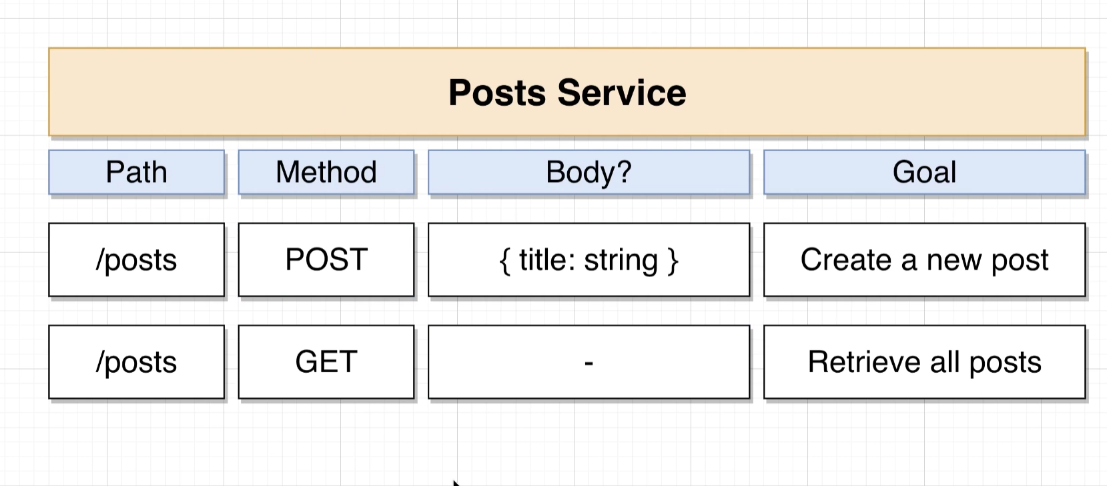 Posts Service
Path Method Body? Goal
/posts POST { title: string } Create a new post
/posts GET - Retrieve all posts